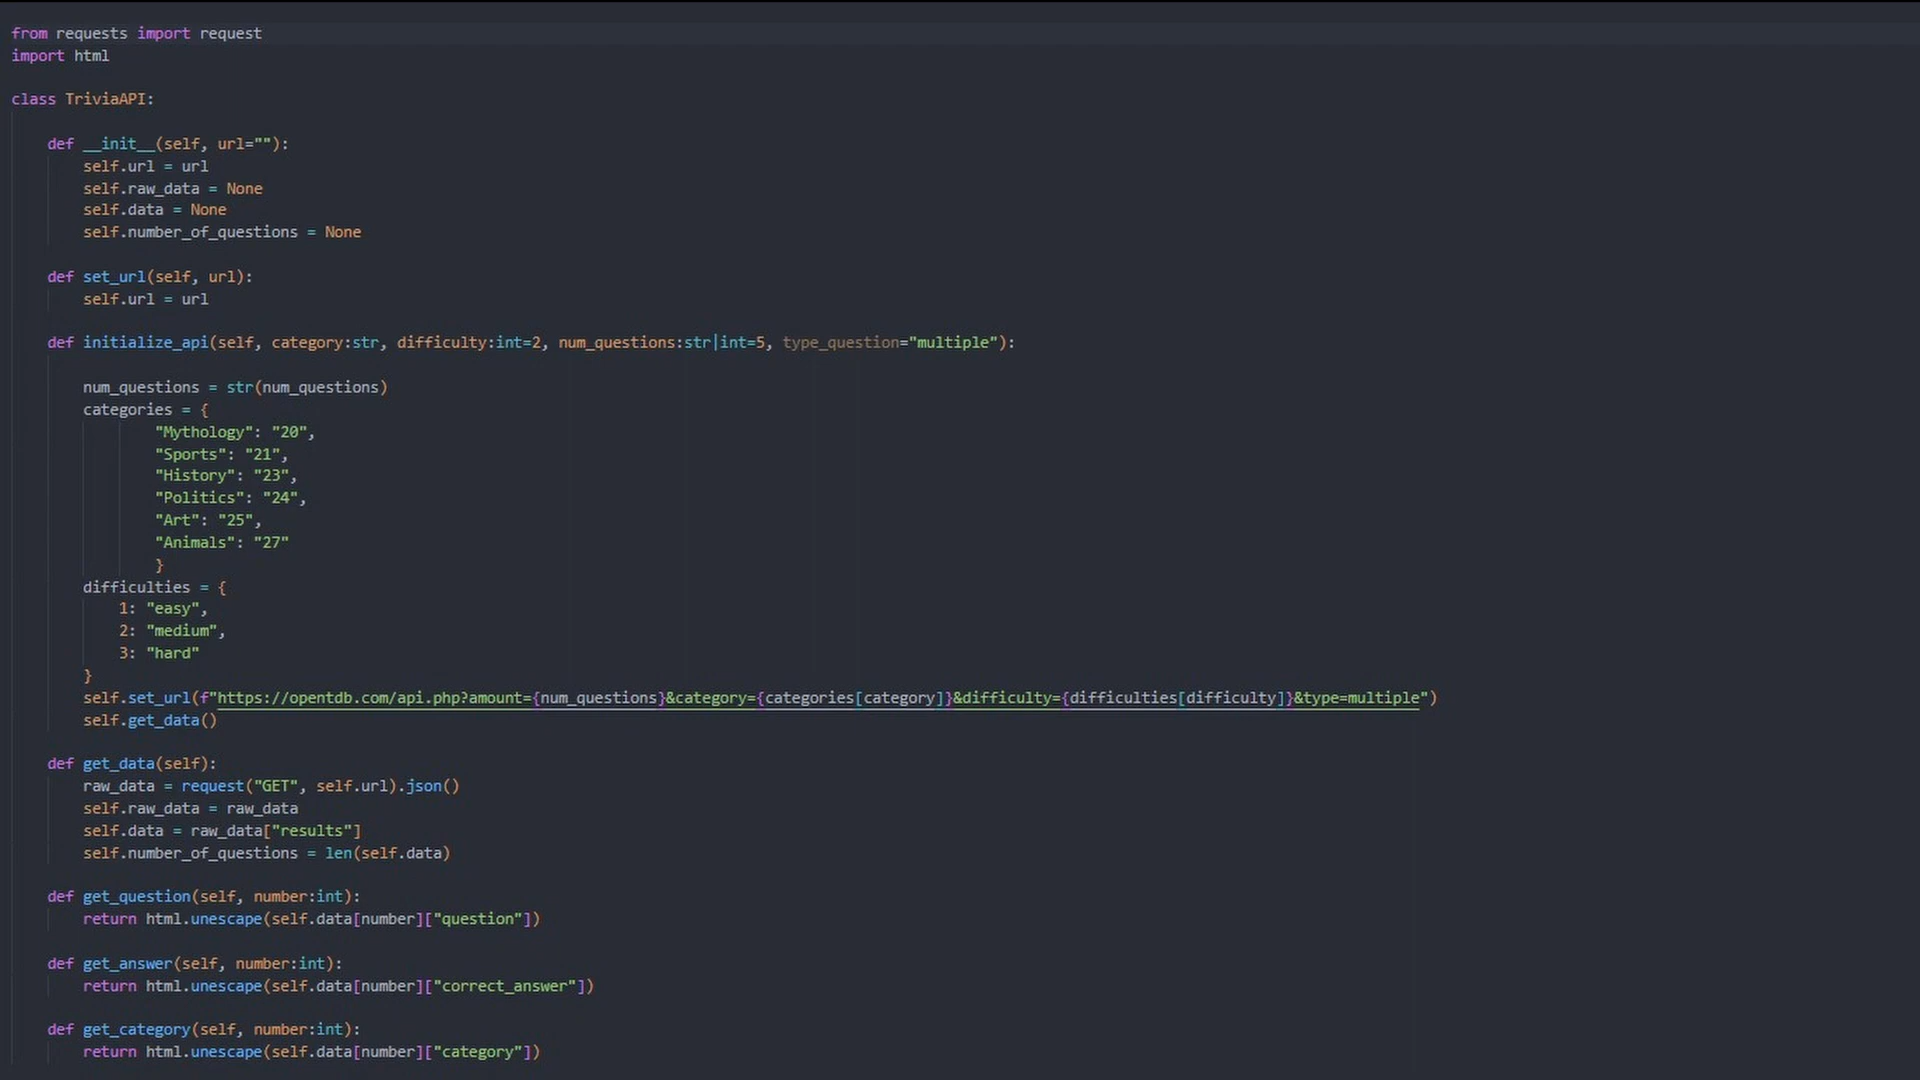 from requests import request
import html
class TriviaAPI:
def __init__(self, url=""):
self.url = url
self.raw_data = None
self.data = None
self.number_of_questions = None
def set_url(self, url):
self.url = url
def initialize_api(self, category:str, difficulty:int=2, num_questions:str|int=5, type_question="multiple"):
num_questions = str(num_questions)
categories = {
"Mythology": "20",
"Sports": "21",
"History": "23",
"Politics": "24",
"Art": "25",
"Animals": "27"
}
difficulties = {
1: "easy",
2: "medium",
3: "hard"
}
self.set_url(f"https://opentdb.com/api.php?amount={num_questions}&category={categories[category]}&difficulty={difficulties[difficulty]}&type=multiple")
self.get_data()
def get_data(self):
raw_data = request("GET", self.url).json()
self.raw_data = raw_data
self.data = raw_data["results"]
self.number_of_questions = len(self.data)
def get_question(self, number:int):
return html.unescape(self.data[number]["question"])
def get_answer(self, number:int):
return html.unescape(self.data[number]["correct_answer"])
def get_category(self, number:int):
return html.unescape(self.data[number]["category"])